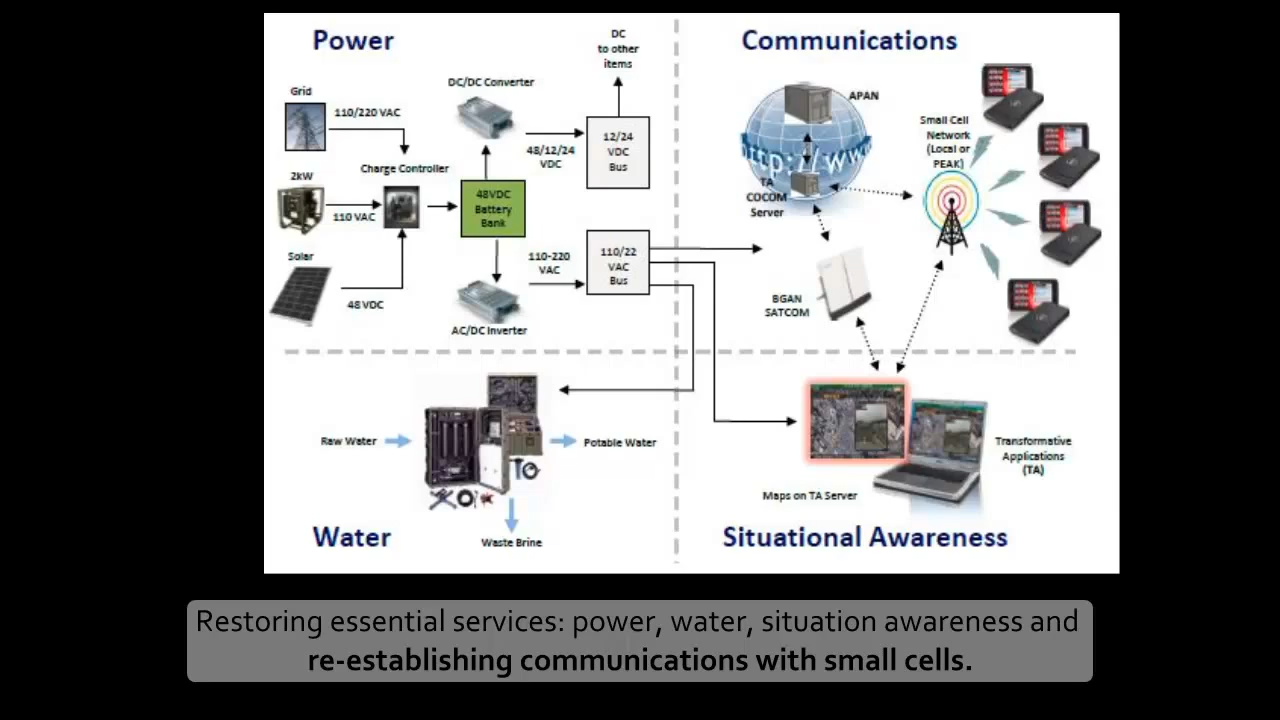 Power
Grid
110/220 VAC
2kW
110 VAC
Solar
48 VDC
Charge Controller
DC/DC Converter
48VDC
Battery
Bank
AC/DC Inverter
48/12/24
VDC
DC
to other
items
12/24
VDC
Bus
110-220
VAC
110/22
VAC
Bus
Communications
APAN
http://www
TA
COCOM
Server
Small Cell
Network
(Local or
PEAK)
BGAN
SATCOM
Raw Water
Potable Water
Waste Brine
Water
Maps on TA Server
Transformative
Applications
(TA)
Situational Awareness
Restoring essential services: power, water, situation awareness and
re-establishing communications with small cells.